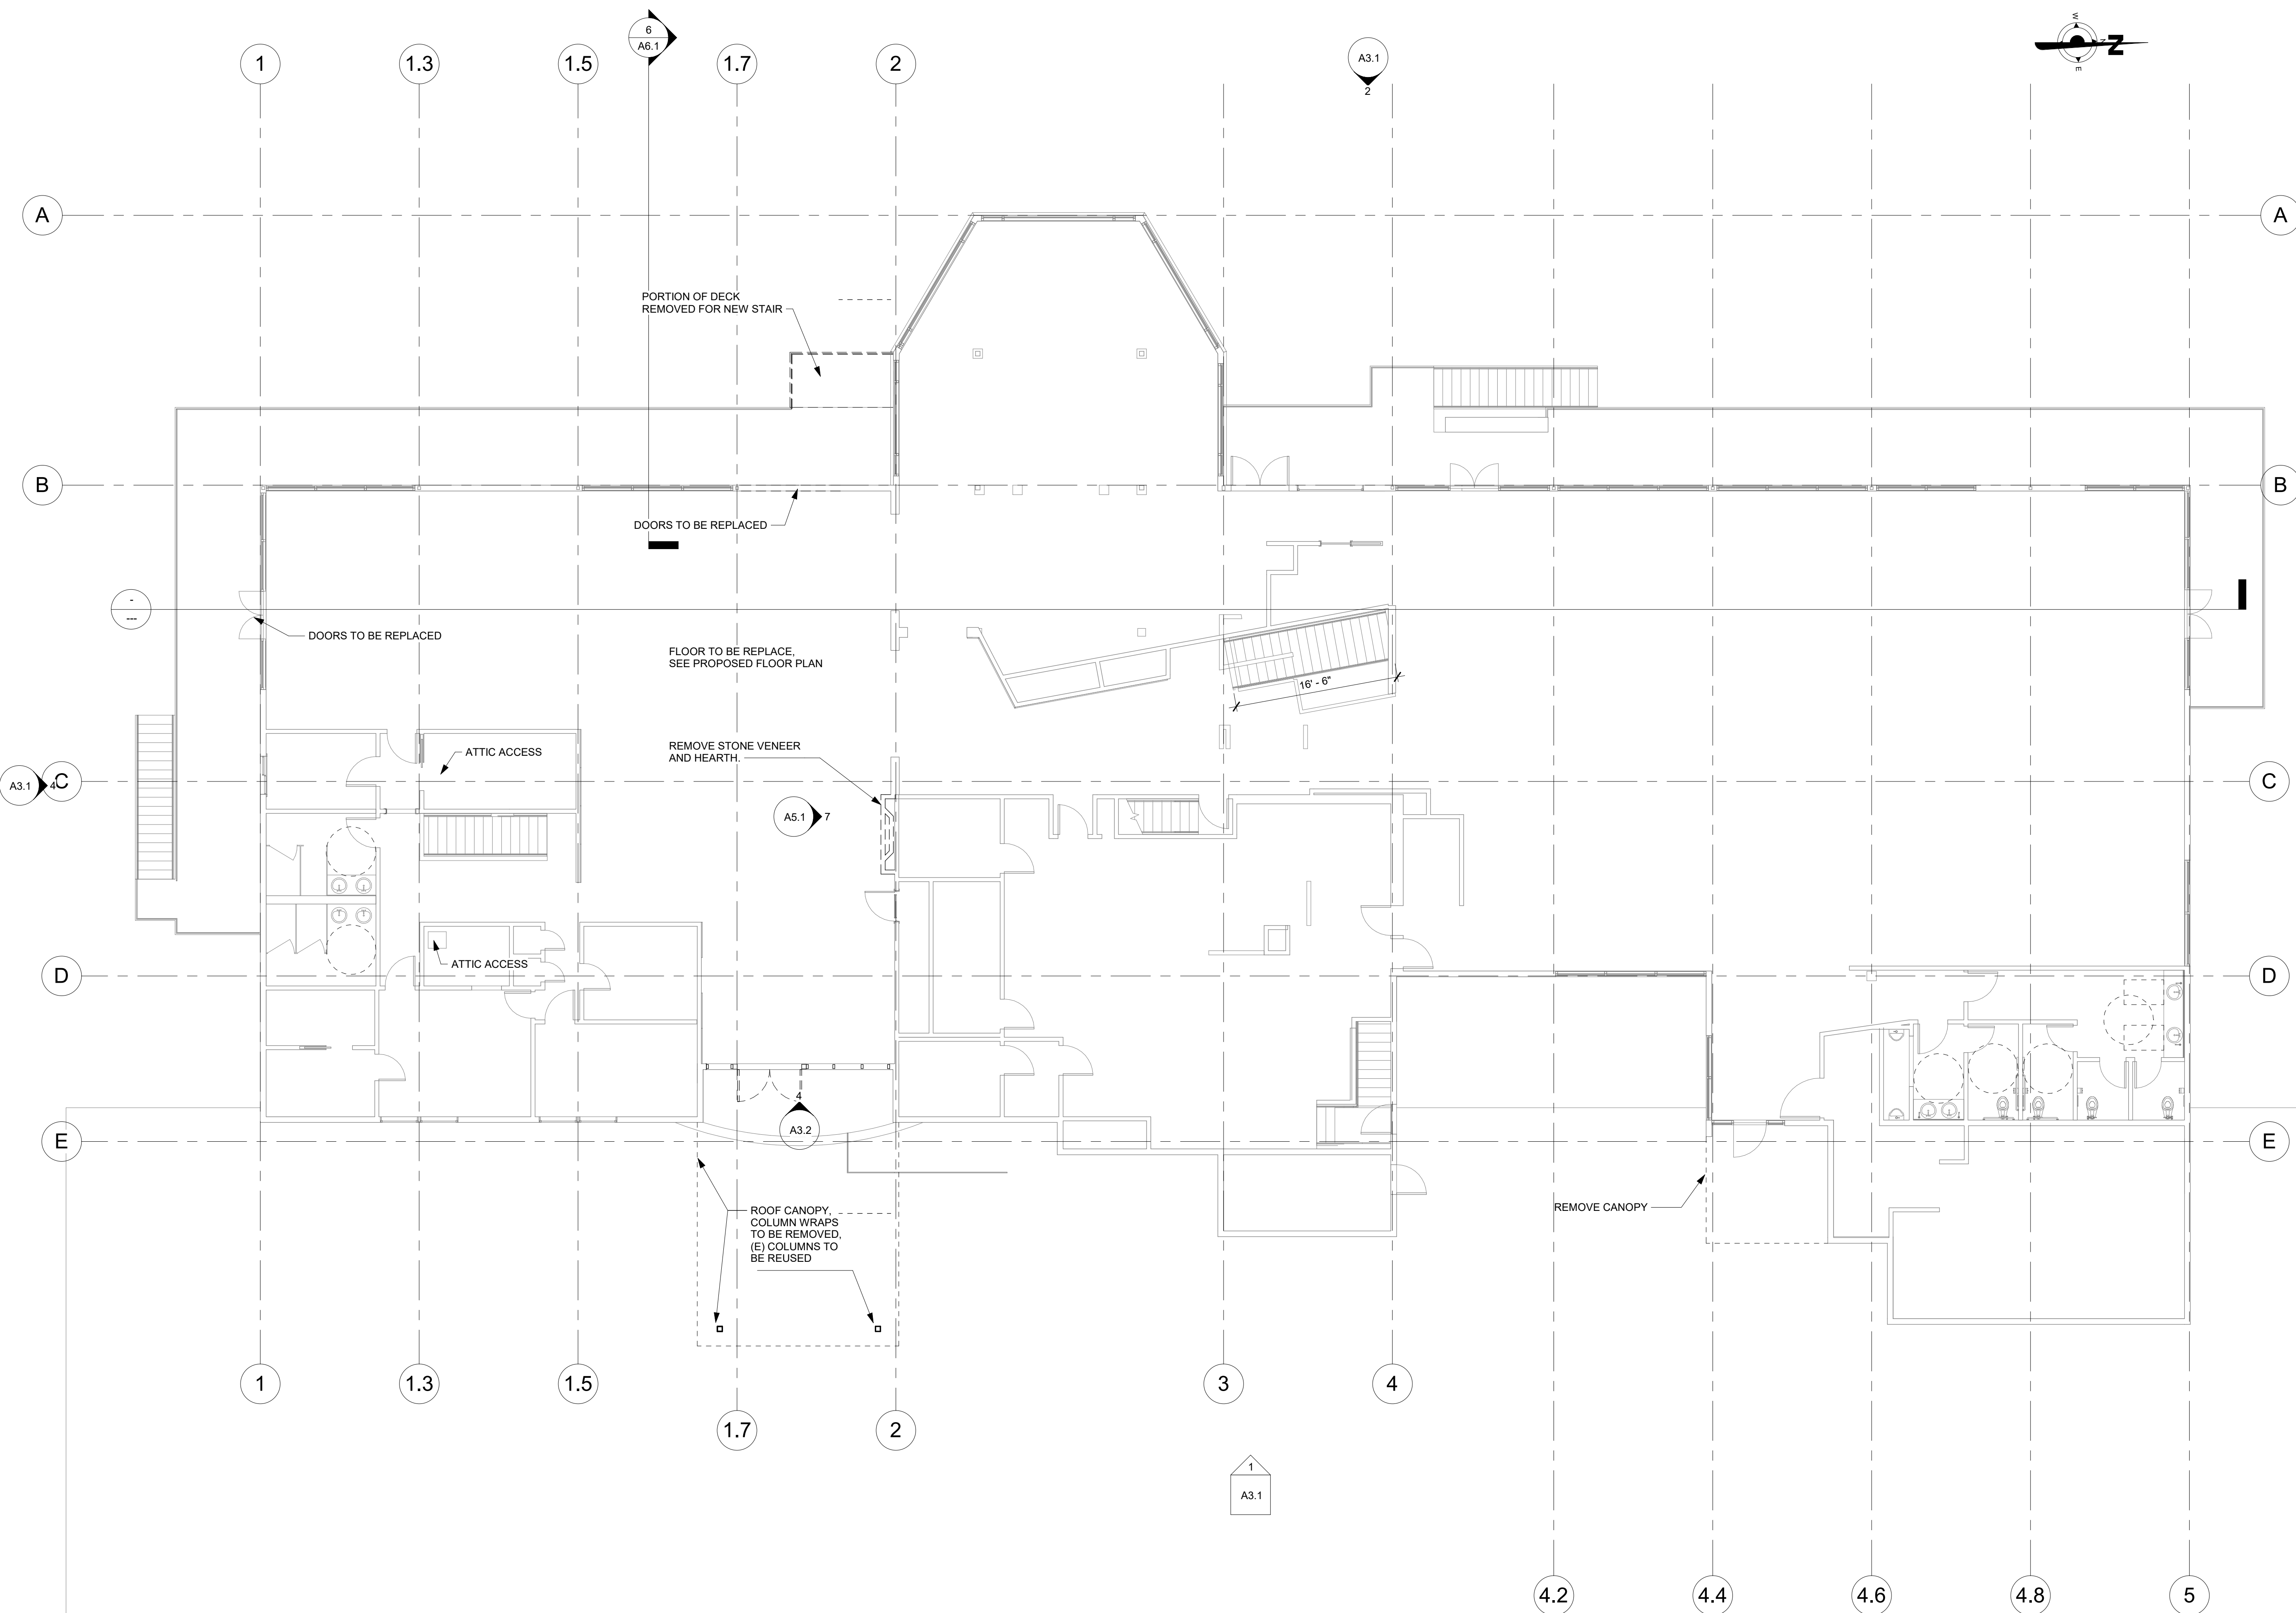 6
A6.1
1
1.3
1.5
1.7
2
A3.1
2
W
N
E
Z
A
A
PORTION OF DECK
REMOVED FOR NEW STAIR
B
B
DOORS TO BE REPLACED
-
---
DOORS TO BE REPLACED
FLOOR TO BE REPLACE,
SEE PROPOSED FLOOR PLAN
16' - 6"
ATTIC ACCESS
REMOVE STONE VENEER
AND HEARTH.
A3.1
4
C
C
A5.1
7
ATTIC ACCESS
D
D
4
A3.2
E
E
ROOF CANOPY,
COLUMN WRAPS
TO BE REMOVED,
(E) COLUMNS TO
BE REUSED
REMOVE CANOPY
1
1.3
1.5
3
4
1.7
2
1
A3.1
4.2
4.4
4.6
4.8
5